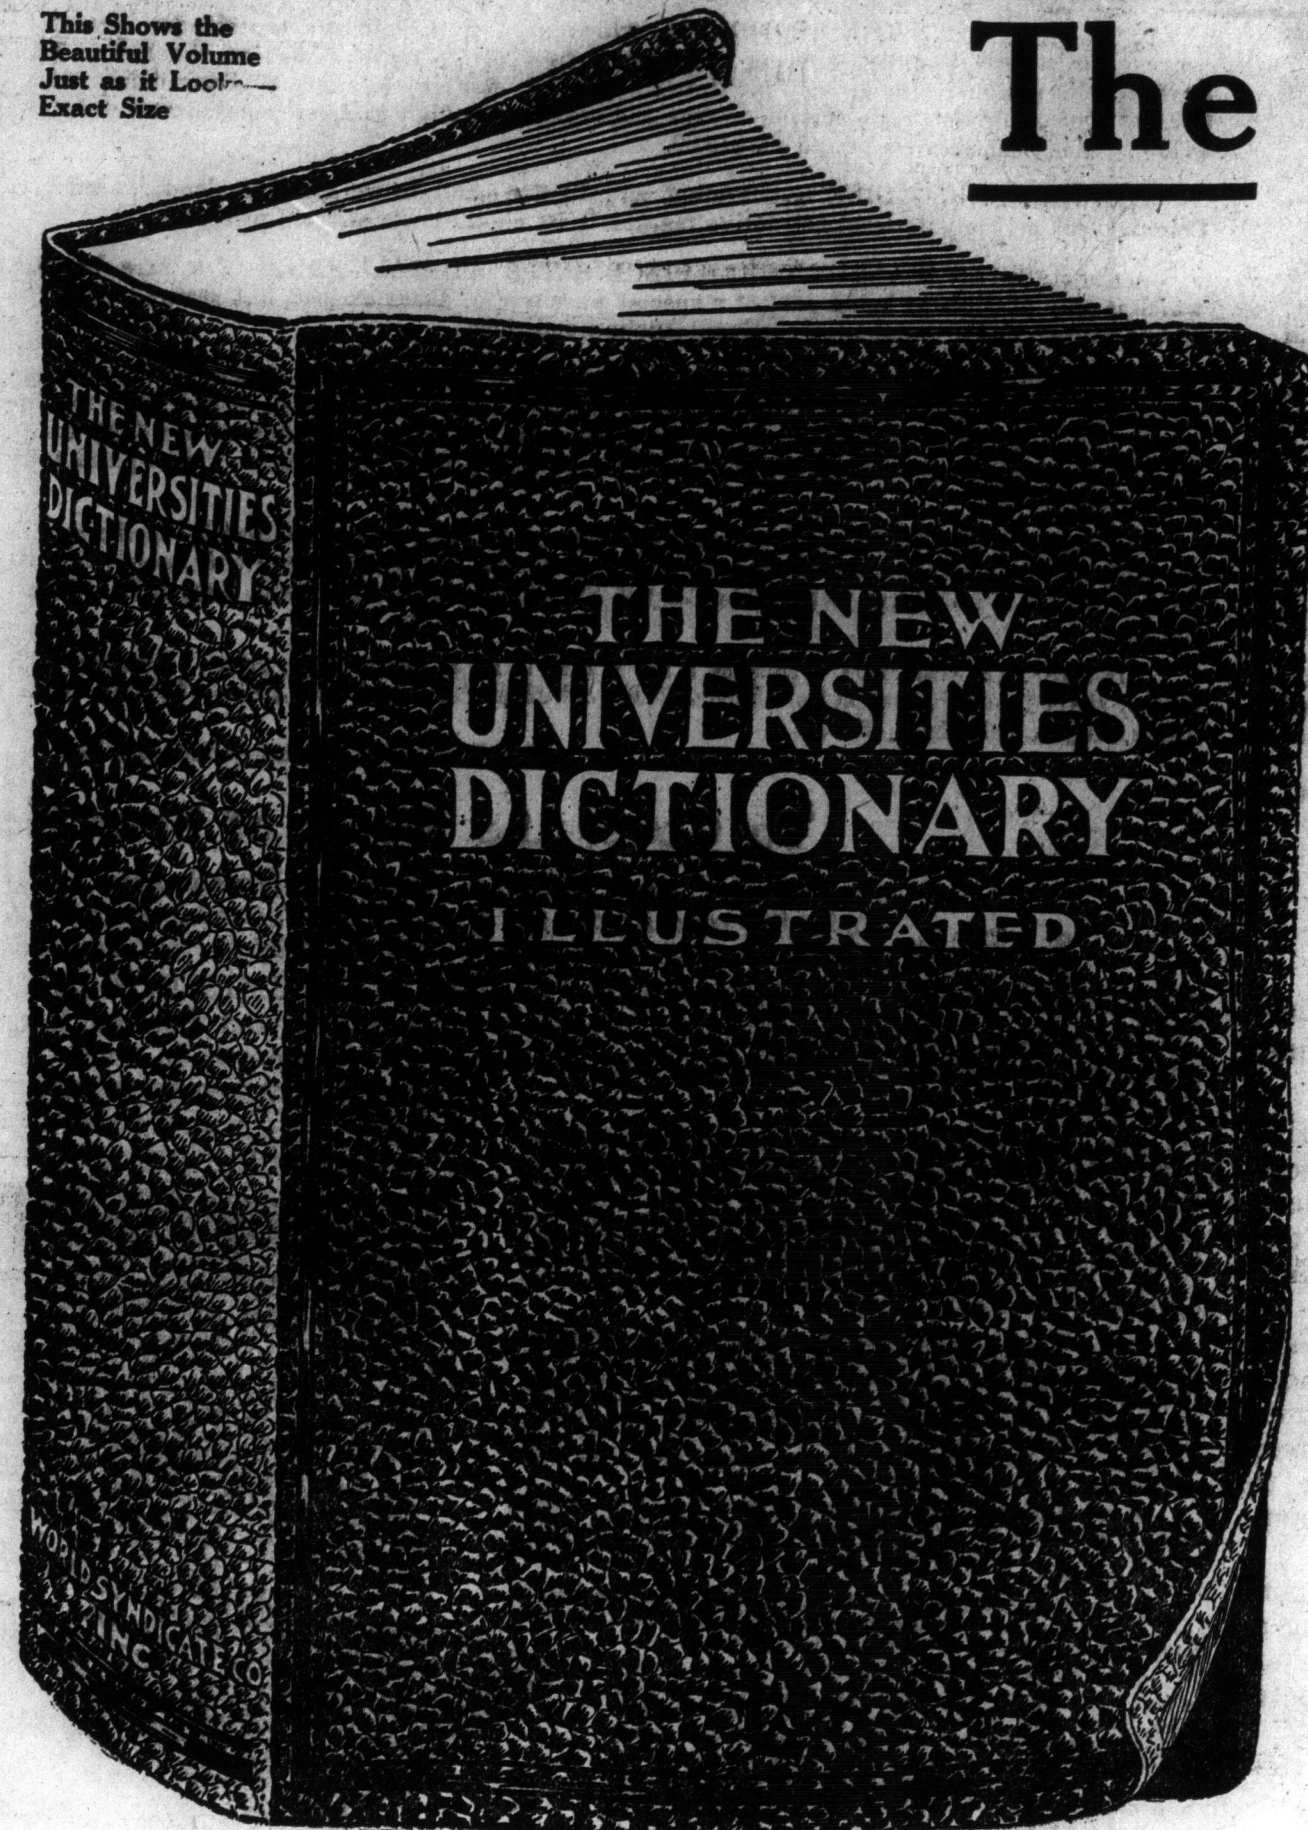 This Shows the
Beautiful Volume
Just as it Looks—
Exact Size
The
THE NEW
UNIVERSITIES
DICTIONARY
THE NEW
UNIVERSITIES
DICTIONARY
ILLUSTRATED
WORLD SYNDICATE CO
INC